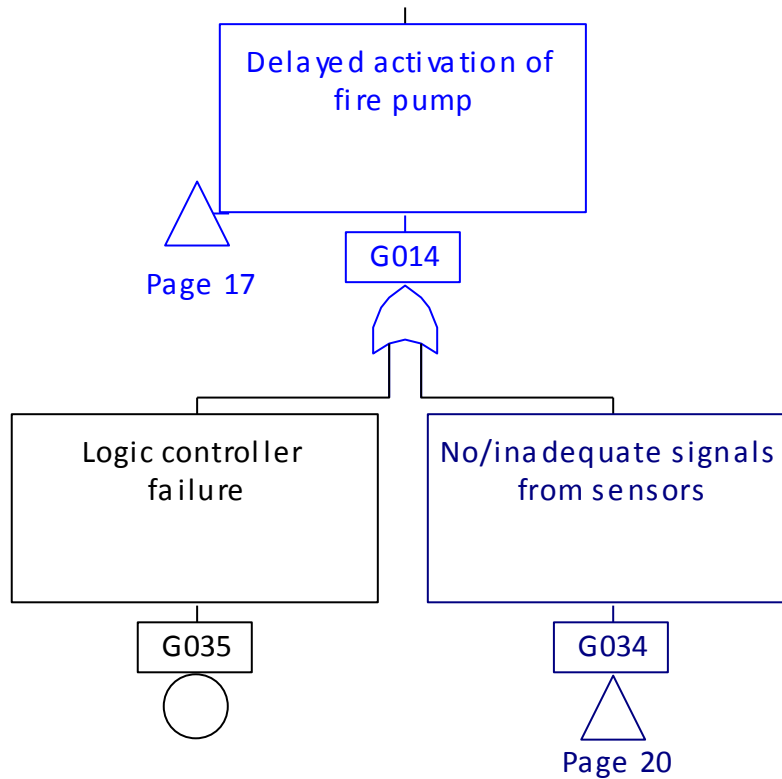 Delayed activation of
fire pump
Page 17
G014
Logic controller
failure
No/inadequate signals
from sensors
G035
G034
Page 20